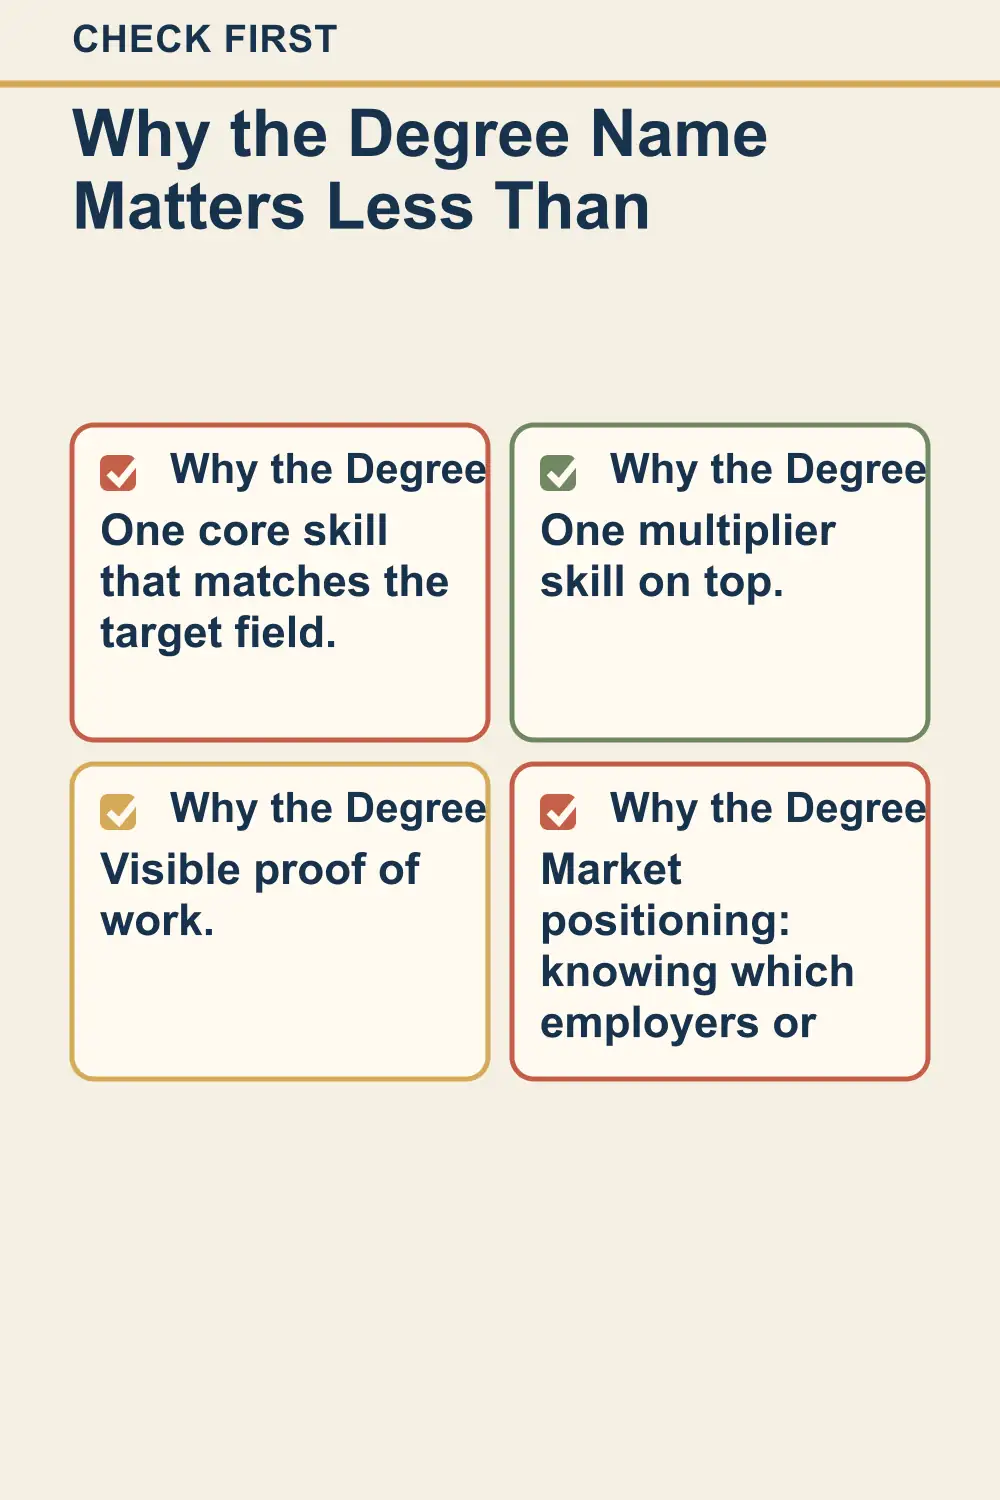 CHECK FIRST
Why the Degree Name
Matters Less Than
Why the Degree
One core skill
that matches the
target field.
Why the Degree
One multiplier
skill on top.
Why the Degree
Visible proof of
work.
Why the Degree
Market
positioning:
knowing which
employers or